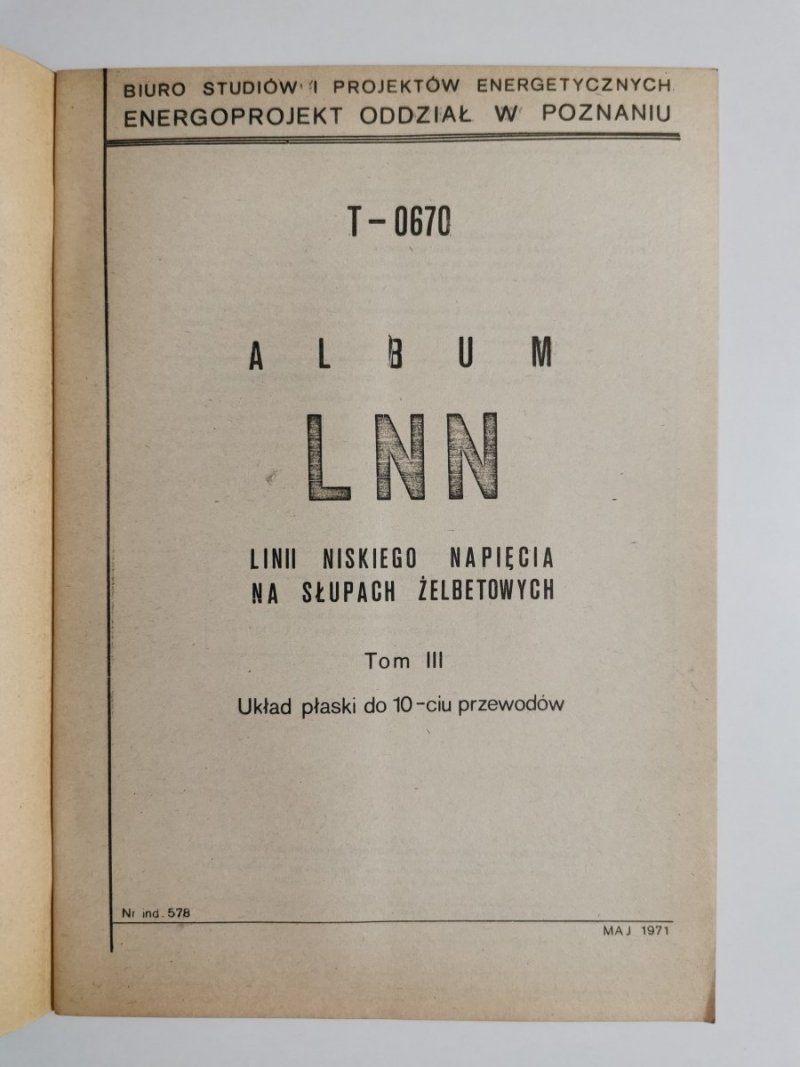 BIURO STUDIÓW I PROJEKTÓW ENERGETYCZNYCH
ENERGOPROJEKT ODDZIAŁ W POZNANIU
T-0670
ALBUM
LNN
LINII NISKIEGO NAPIĘCIA
NA SŁUPACH ŻELBETOWYCH
Tom III
Układ płaski do 10-ciu przewodów
Nr ind. 578
MAJ 1971